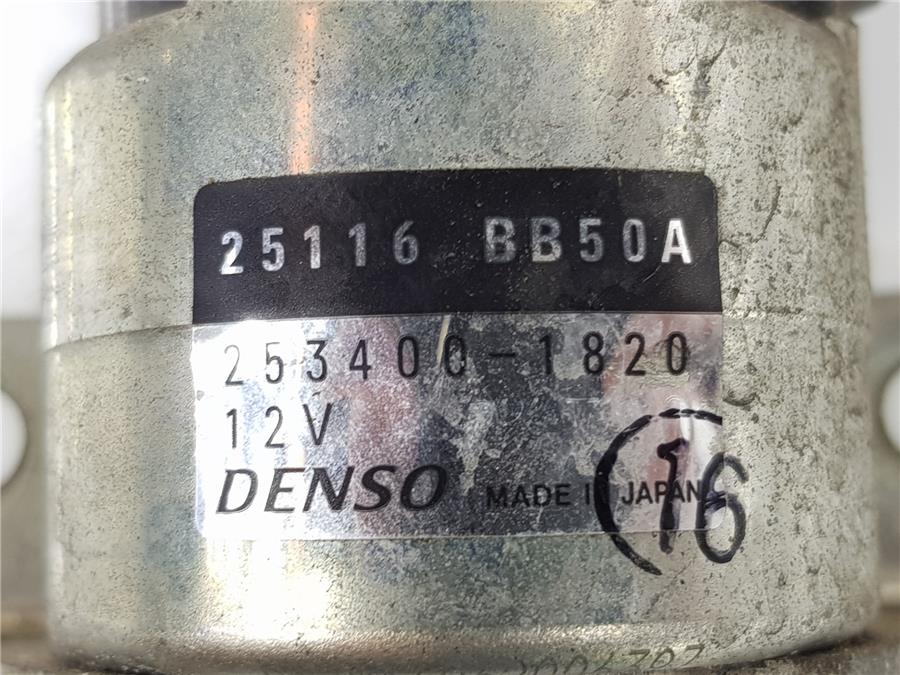 25116 BB50A
253400-1820
12V
DENSO MADE IN JAPAN
16